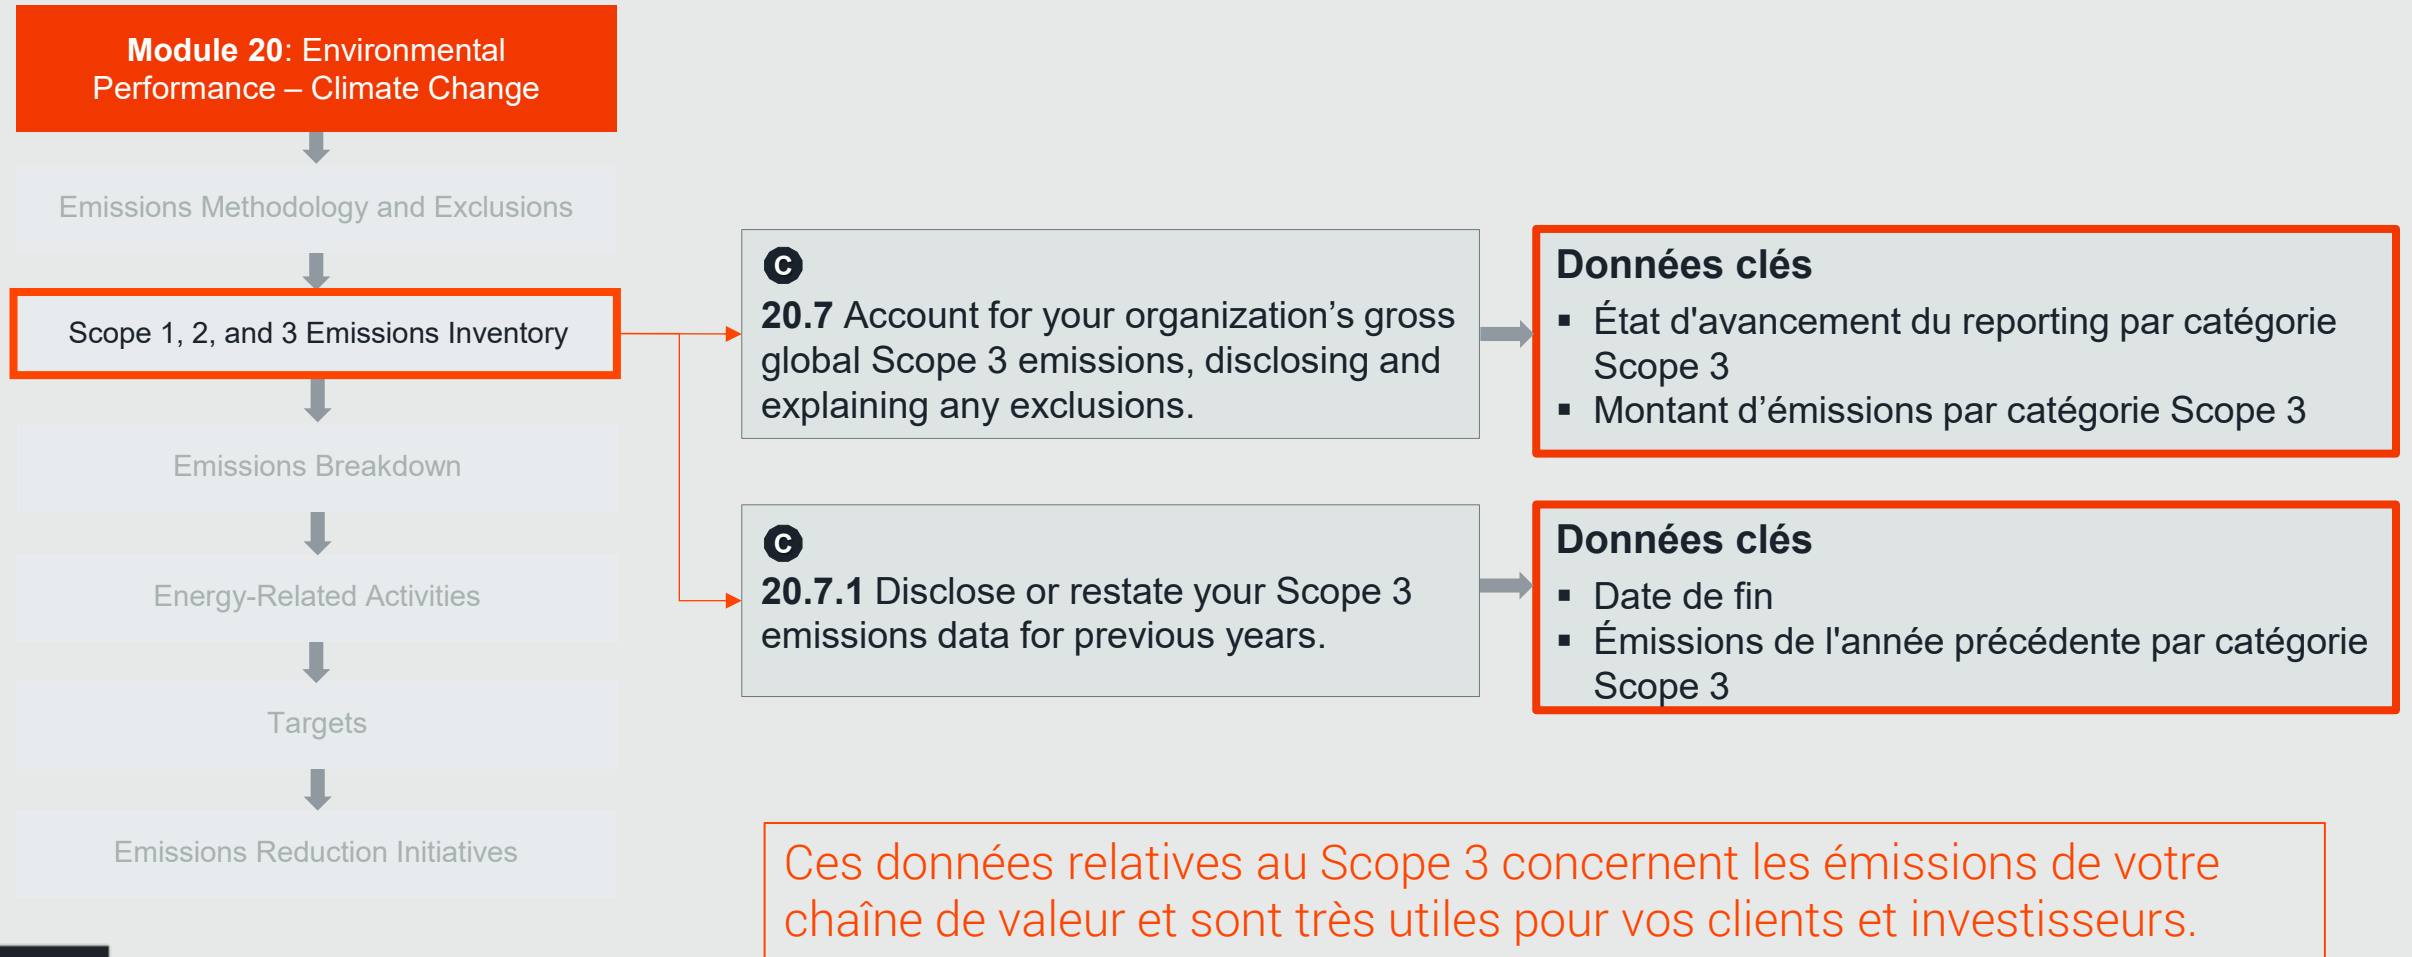 Module 20: Environmental
Performance – Climate Change
Emissions Methodology and Exclusions
Scope 1, 2, and 3 Emissions Inventory
Emissions Breakdown
Energy-Related Activities
Targets
Emissions Reduction Initiatives
C
20.7 Account for your organization’s gross
global Scope 3 emissions, disclosing and
explaining any exclusions.
Données clés
▪ État d'avancement du reporting par catégorie
Scope 3
▪ Montant d’émissions par catégorie Scope 3
C
20.7.1 Disclose or restate your Scope 3
emissions data for previous years.
Données clés
▪ Date de fin
▪ Émissions de l'année précédente par catégorie
Scope 3
Ces données relatives au Scope 3 concernent les émissions de votre
chaîne de valeur et sont très utiles pour vos clients et investisseurs.